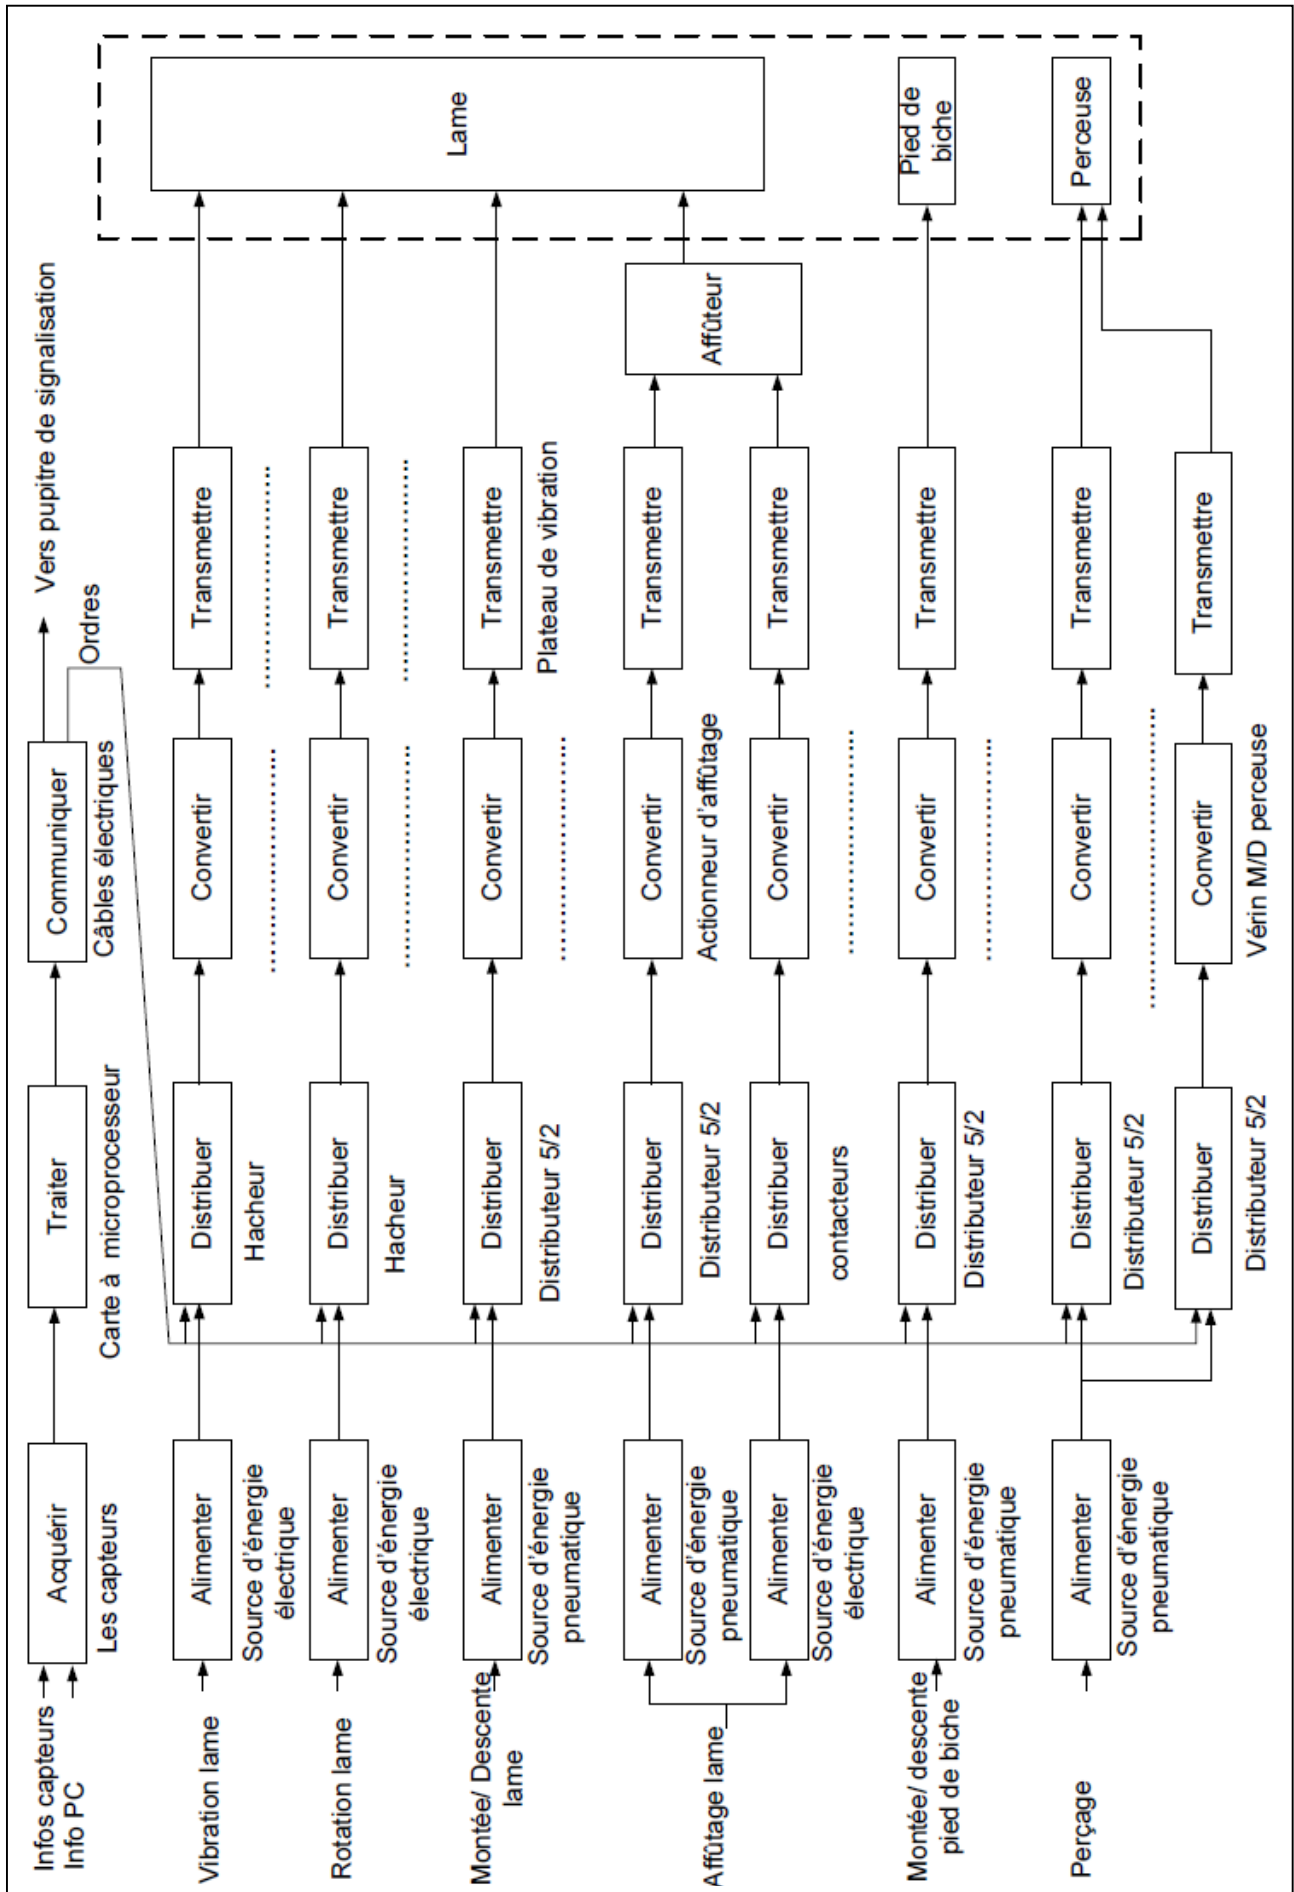 Infos capteurs
Info PC
Acquérir
Les capteurs
Traiter
Carte à microprocesseur
Communiquer
Câbles électriques
Vers pupitre de signalisation
Ordres
Vibration lame
Alimenter
Source d'énergie
électrique
Distribuer
Hacheur
Convertir
....................
Transmettre
....................
Rotation lame
Alimenter
Source d'énergie
électrique
Distribuer
Hacheur
Convertir
....................
Transmettre
....................
Lame
Montée/ Descente
lame
Alimenter
Source d'énergie
pneumatique
Distribuer
Distributeur 5/2
Convertir
....................
Transmettre
Plateau de vibration
Affûtage lame
Alimenter
Source d'énergie
pneumatique
Distribuer
Distributeur 5/2
Convertir
Actionneur d'affûtage
Transmettre
Affûteur
Alimenter
Source d'énergie
électrique
Distribuer
contacteurs
Convertir
....................
Transmettre
Montée/ descente
pied de biche
Alimenter
Source d'énergie
pneumatique
Distribuer
Distributeur 5/2
Convertir
....................
Transmettre
Pied de
biche
Perçage
Alimenter
Source d'énergie
pneumatique
Distribuer
Distributeur 5/2
Convertir
...........................
Transmettre
Perceuse
Distribuer
Distributeur 5/2
Convertir
Vérin M/D perceuse
Transmettre